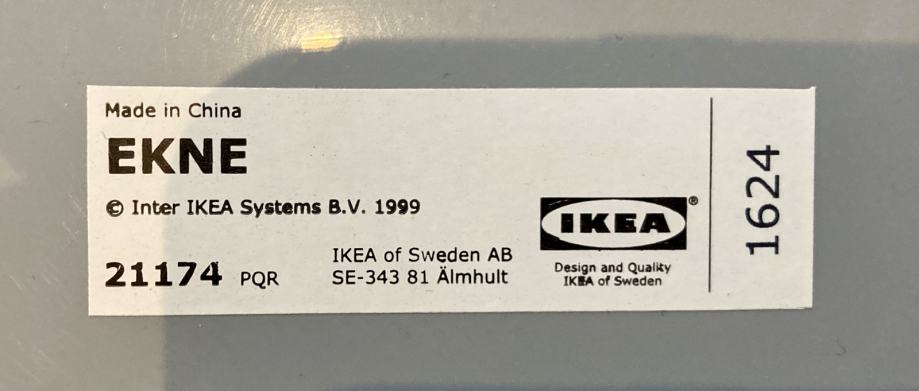 Made in China
EKNE
© Inter IKEA Systems B.V. 1999
21174 PQR
IKEA of Sweden AB
SE-343 81 Älmhult
IKEA®
Design and Quality
IKEA of Sweden
1624